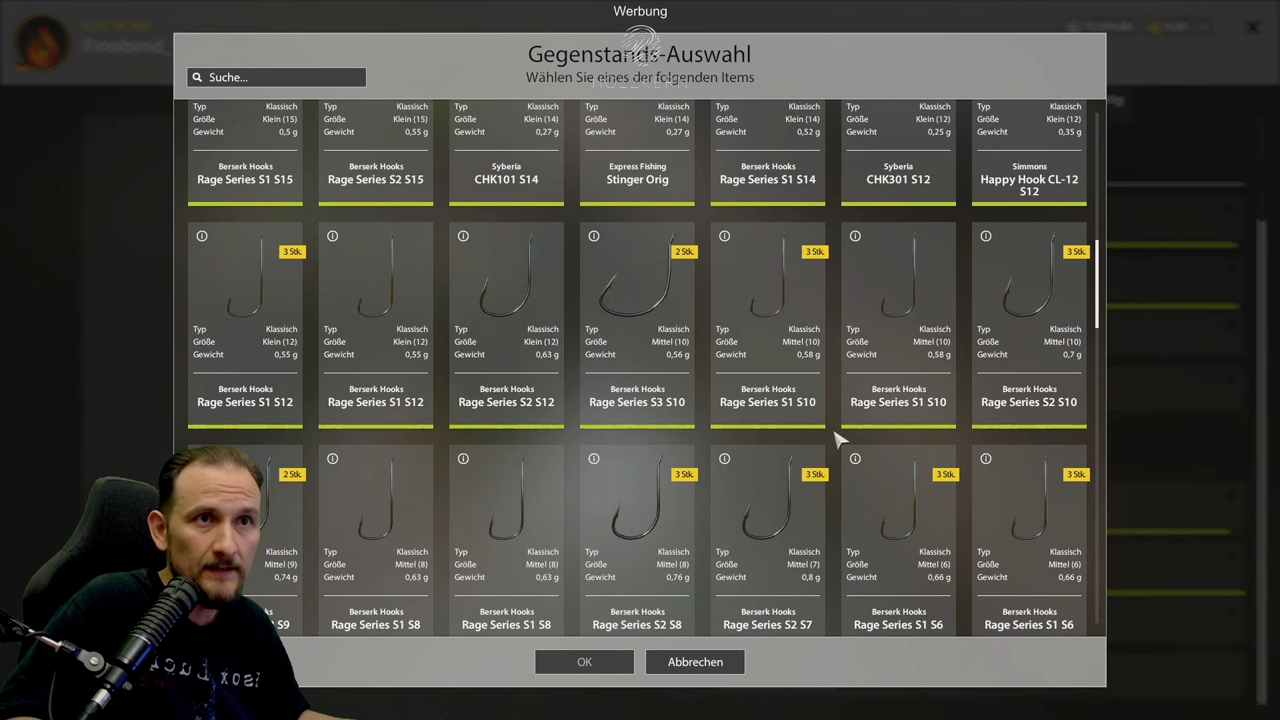 Werbung
Gegenstands-Auswahl
Suche...
Wählen Sie eines der folgenden Items
Typ Klassisch
Größe Klein (15)
Gewicht 0,5 g
Berserk Hooks
Rage Series S1 S15
Typ Klassisch
Größe Klein (15)
Gewicht 0,55 g
Berserk Hooks
Rage Series S2 S15
Typ Klassisch
Größe Klein (14)
Gewicht 0,27 g
Syberia
CHK101 S14
Typ Klassisch
Größe Klein (14)
Gewicht 0,27 g
Express Fishing
Stinger Orig
Typ Klassisch
Größe Klein (14)
Gewicht 0,52 g
Berserk Hooks
Rage Series S1 S14
Typ Klassisch
Größe Klein (12)
Gewicht 0,25 g
Syberia
CHK301 S12
Typ Klassisch
Größe Klein (12)
Gewicht 0,35 g
Simmons
Happy Hook CL-12
S12
3 Stk.
Typ Klassisch
Größe Klein (12)
Gewicht 0,55 g
Berserk Hooks
Rage Series S1 S12
Typ Klassisch
Größe Klein (12)
Gewicht 0,55 g
Berserk Hooks
Rage Series S1 S12
Typ Klassisch
Größe Klein (12)
Gewicht 0,63 g
Berserk Hooks
Rage Series S2 S12
2 Stk.
Typ Klassisch
Größe Mittel (10)
Gewicht 0,56 g
Berserk Hooks
Rage Series S3 S10
3 Stk.
Typ Klassisch
Größe Mittel (10)
Gewicht 0,58 g
Berserk Hooks
Rage Series S1 S10
Typ Klassisch
Größe Mittel (10)
Gewicht 0,58 g
Berserk Hooks
Rage Series S1 S10
3 Stk.
Typ Klassisch
Größe Mittel (10)
Gewicht 0,7 g
Berserk Hooks
Rage Series S2 S10
2 Stk.
Klassisch
Mittel (9)
0,74 g
S9
Typ Klassisch
Größe Mittel (8)
Gewicht 0,63 g
Berserk Hooks
Rage Series S1 S8
Typ Klassisch
Größe Mittel (8)
Gewicht 0,63 g
Berserk Hooks
Rage Series S1 S8
3 Stk.
Typ Klassisch
Größe Mittel (8)
Gewicht 0,76 g
Berserk Hooks
Rage Series S2 S8
3 Stk.
Typ Klassisch
Größe Mittel (7)
Gewicht 0,8 g
Berserk Hooks
Rage Series S2 S7
3 Stk.
Typ Klassisch
Größe Mittel (6)
Gewicht 0,66 g
Berserk Hooks
Rage Series S1 S6
3 Stk.
Typ Klassisch
Größe Mittel (6)
Gewicht 0,66 g
Berserk Hooks
Rage Series S1 S6
OK
Abbrechen